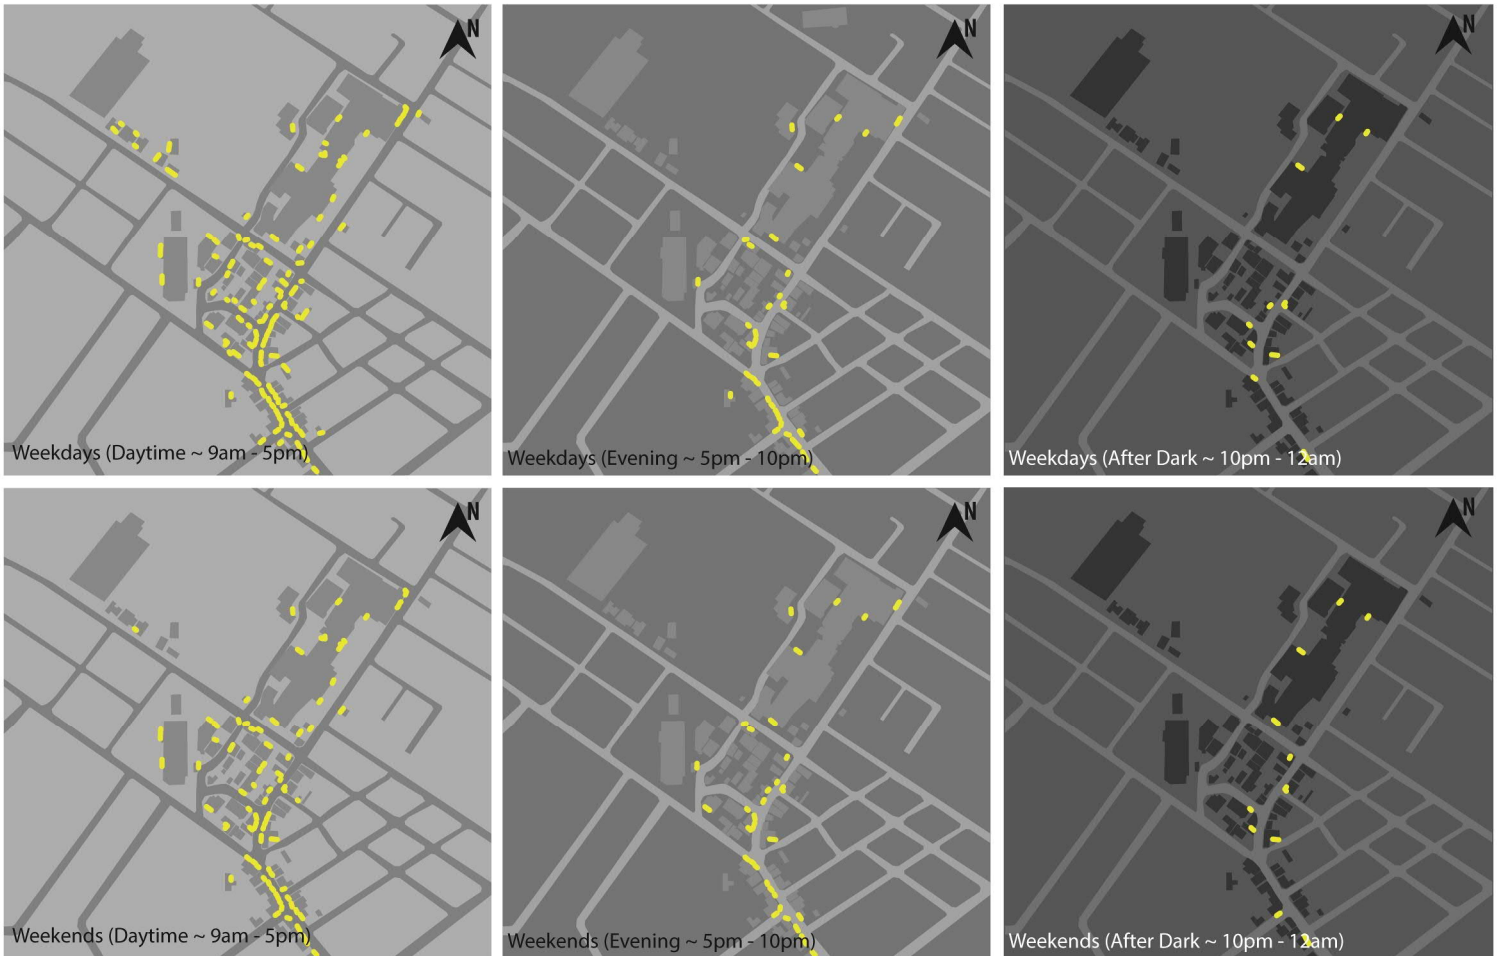 N
N
N
Weekdays (Daytime ~ 9am - 5pm)
Weekdays (Evening ~ 5pm - 10pm)
Weekdays (After Dark ~ 10pm - 12am)
N
N
N
Weekends (Daytime ~ 9am - 5pm)
Weekends (Evening ~ 5pm - 10pm)
Weekends (After Dark ~ 10pm - 12am)